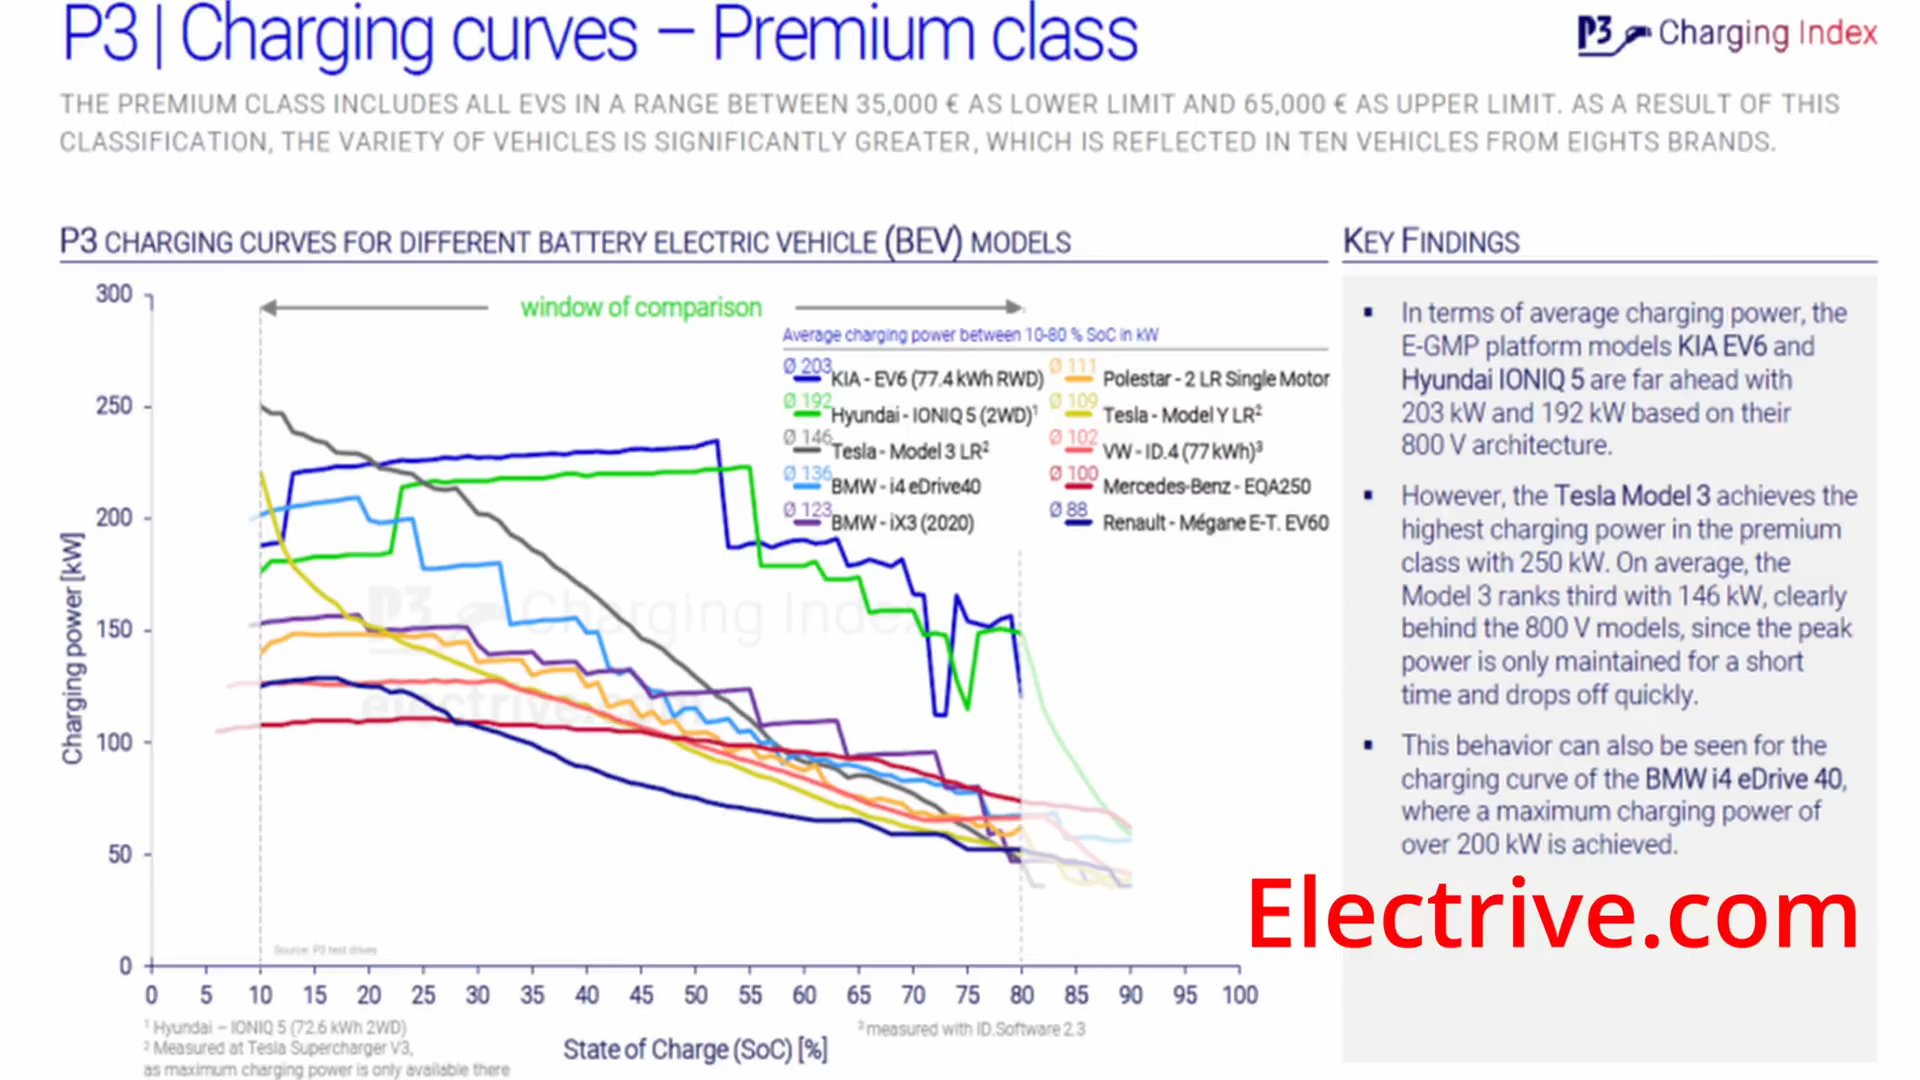 P3 | Charging curves – Premium class
P3 Charging Index
THE PREMIUM CLASS INCLUDES ALL EVS IN A RANGE BETWEEN 35,000 € AS LOWER LIMIT AND 65,000 € AS UPPER LIMIT. AS A RESULT OF THIS
CLASSIFICATION, THE VARIETY OF VEHICLES IS SIGNIFICANTLY GREATER, WHICH IS REFLECTED IN TEN VEHICLES FROM EIGHTS BRANDS.
P3 CHARGING CURVES FOR DIFFERENT BATTERY ELECTRIC VEHICLE (BEV) MODELS
window of comparison
Average charging power between 10-80 % SoC in kW
Ø 203 KIA - EV6 (77.4 kWh RWD)
Ø 192 Hyundai - IONIQ 5 (2WD)¹
Ø 146 Tesla - Model 3 LR²
Ø 136 BMW - i4 eDrive40
Ø 123 BMW - iX3 (2020)
Ø 111 Polestar - 2 LR Single Motor
Ø 109 Tesla - Model Y LR²
Ø 102 VW - ID.4 (77 kWh)³
Ø 100 Mercedes-Benz - EQA250
Ø 88 Renault - Mégane E-T. EV60
Charging power [kW]
300
250
200
150
100
50
0
P3 Charging Index
electrive.com
Source: P3 test drives
0 5 10 15 20 25 30 35 40 45 50 55 60 65 70 75 80 85 90 95 100
State of Charge (SoC) [%]
¹ Hyundai – IONIQ 5 (72.6 kWh 2WD)
² Measured at Tesla Supercharger V3,
as maximum charging power is only available there
³ measured with ID.Software 2.3
KEY FINDINGS
▪ In terms of average charging power, the
E-GMP platform models KIA EV6 and
Hyundai IONIQ 5 are far ahead with
203 kW and 192 kW based on their
800 V architecture.
▪ However, the Tesla Model 3 achieves the
highest charging power in the premium
class with 250 kW. On average, the
Model 3 ranks third with 146 kW, clearly
behind the 800 V models, since the peak
power is only maintained for a short
time and drops off quickly.
▪ This behavior can also be seen for the
charging curve of the BMW i4 eDrive 40,
where a maximum charging power of
over 200 kW is achieved.
Electrive.com